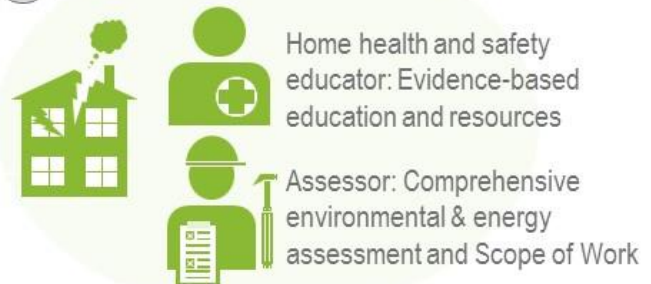 Home health and safety
educator: Evidence-based
education and resources
Assessor: Comprehensive
environmental & energy
assessment and Scope of Work